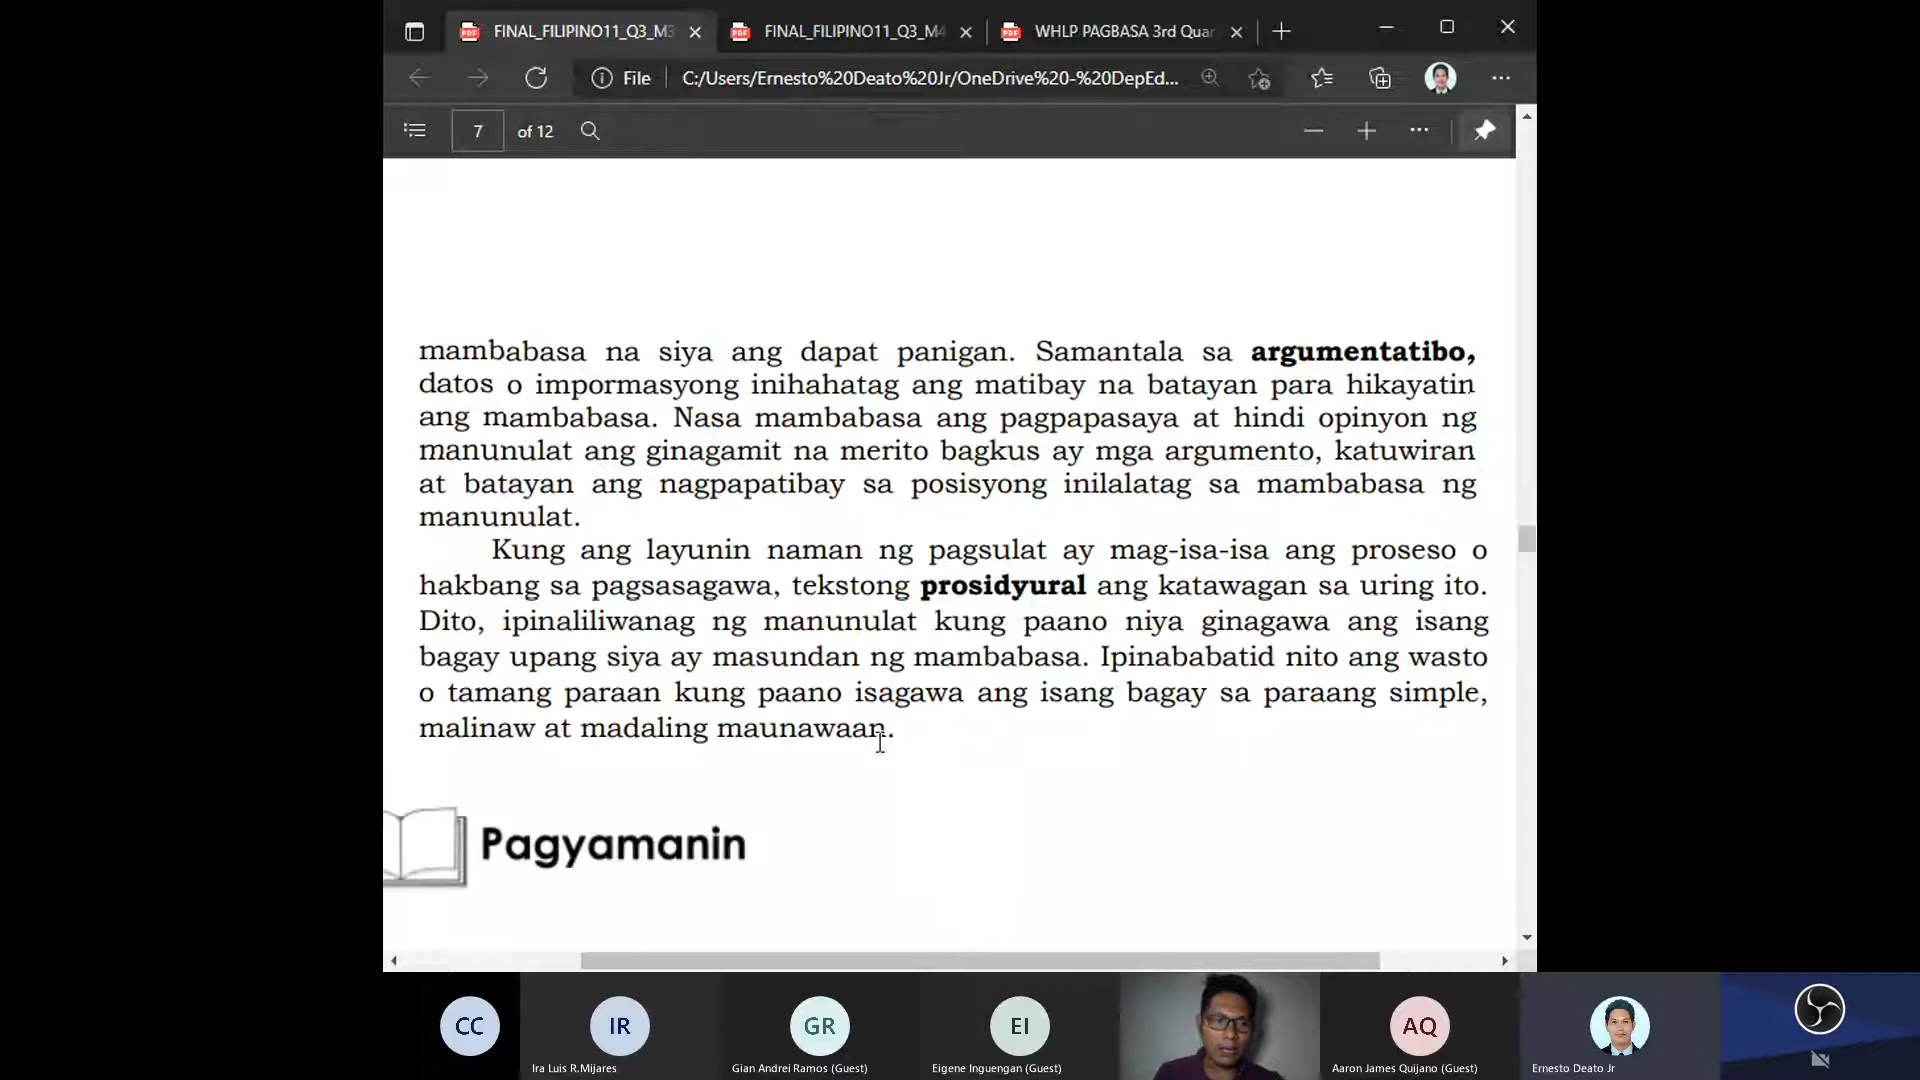 FINAL_FILIPINO11_Q3_M3
FINAL_FILIPINO11_Q3_M4
WHLP PAGBASA 3rd Quar
File
C:/Users/Ernesto%20Deato%20Jr/OneDrive%20-%20DepEd...
7 of 12
mambabasa na siya ang dapat panigan. Samantala sa argumentatibo,
datos o impormasyong inihahatag ang matibay na batayan para hikayatin
ang mambabasa. Nasa mambabasa ang pagpapasaya at hindi opinyon ng
manunulat ang ginagamit na merito bagkus ay mga argumento, katuwiran
at batayan ang nagpapatibay sa posisyong inilalatag sa mambabasa ng
manunulat.
Kung ang layunin naman ng pagsulat ay mag-isa-isa ang proseso o
hakbang sa pagsasagawa, tekstong prosidyural ang katawagan sa uring ito.
Dito, ipinaliliwanag ng manunulat kung paano niya ginagawa ang isang
bagay upang siya ay masundan ng mambabasa. Ipinababatid nito ang wasto
o tamang paraan kung paano isagawa ang isang bagay sa paraang simple,
malinaw at madaling maunawaan.
Pagyamanin
CC
IR
GR
EI
AQ
Ira Luis R.Mijares
Gian Andrei Ramos (Guest)
Eigene Inguengan (Guest)
Aaron James Quijano (Guest)
Ernesto Deato Jr